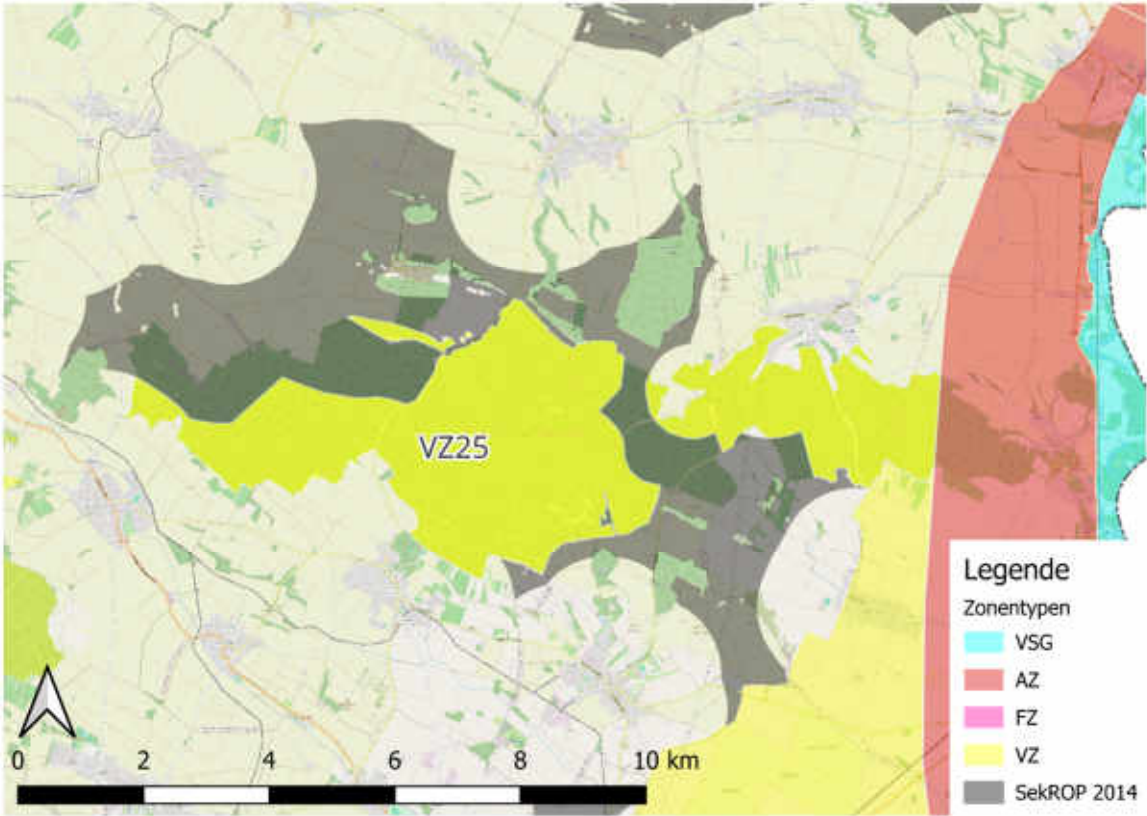 VZ25
Legende
Zonentypen
VSG
AZ
FZ
VZ
SekROP 2014
0 2 4 6 8 10 km